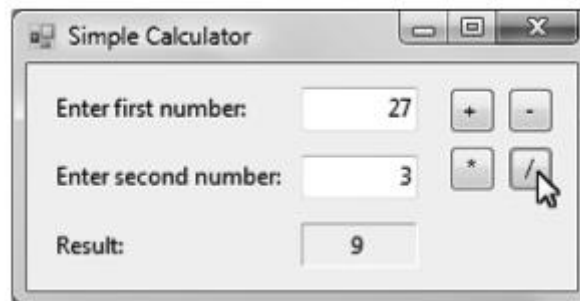 Simple Calculator
Enter first number: 27 + -
Enter second number: 3 * /
Result: 9